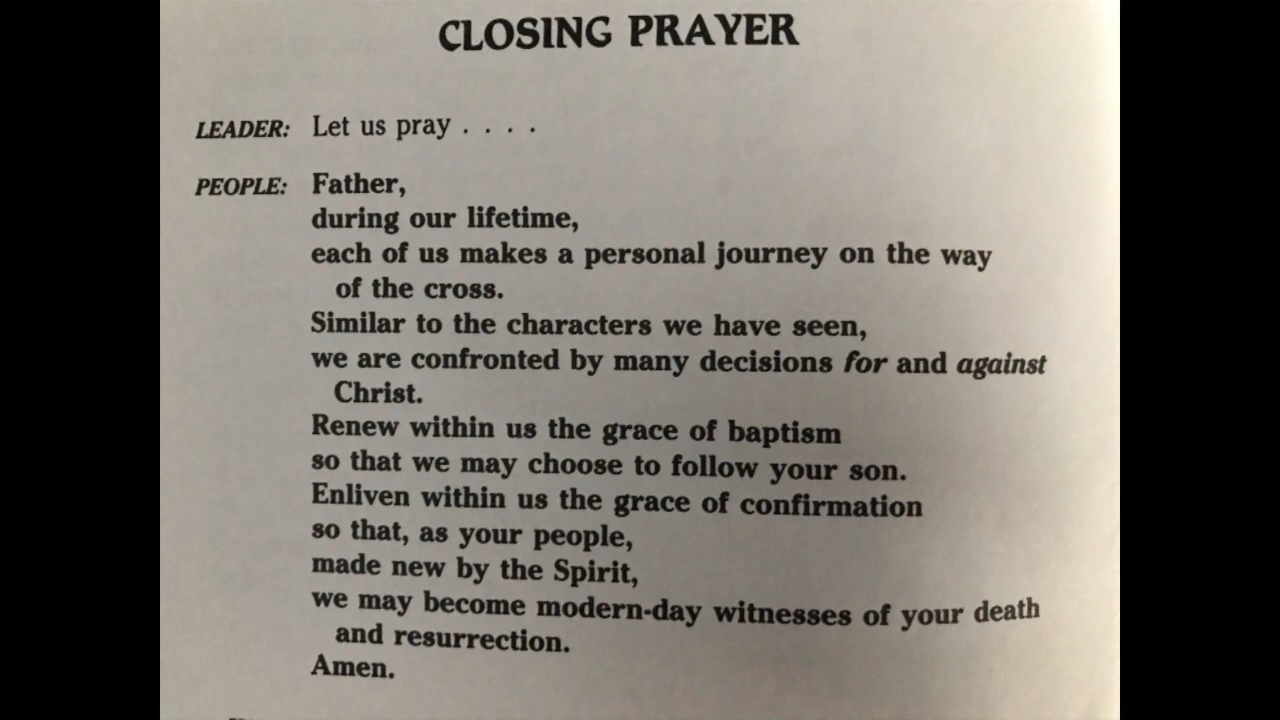 CLOSING PRAYER
LEADER: Let us pray . . . .
PEOPLE: Father,
during our lifetime,
each of us makes a personal journey on the way
of the cross.
Similar to the characters we have seen,
we are confronted by many decisions for and against
Christ.
Renew within us the grace of baptism
so that we may choose to follow your son.
Enliven within us the grace of confirmation
so that, as your people,
made new by the Spirit,
we may become modern-day witnesses of your death
and resurrection.
Amen.